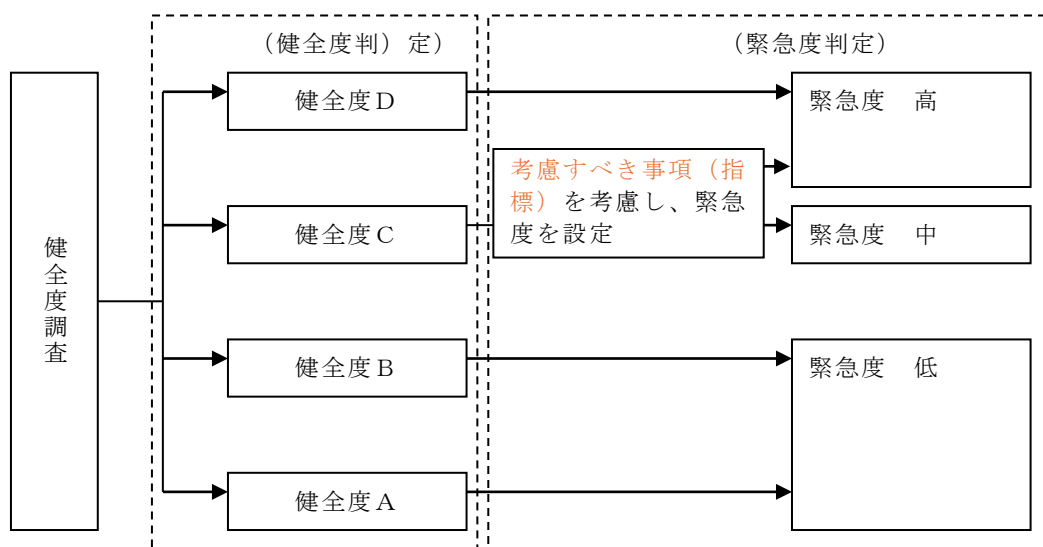 （健全度判）定）
（緊急度判定）
健全度調査
健全度Ｄ
緊急度　高
考慮すべき事項（指
標）を考慮し、緊急
度を設定
健全度Ｃ
緊急度　中
健全度Ｂ
緊急度　低
健全度Ａ